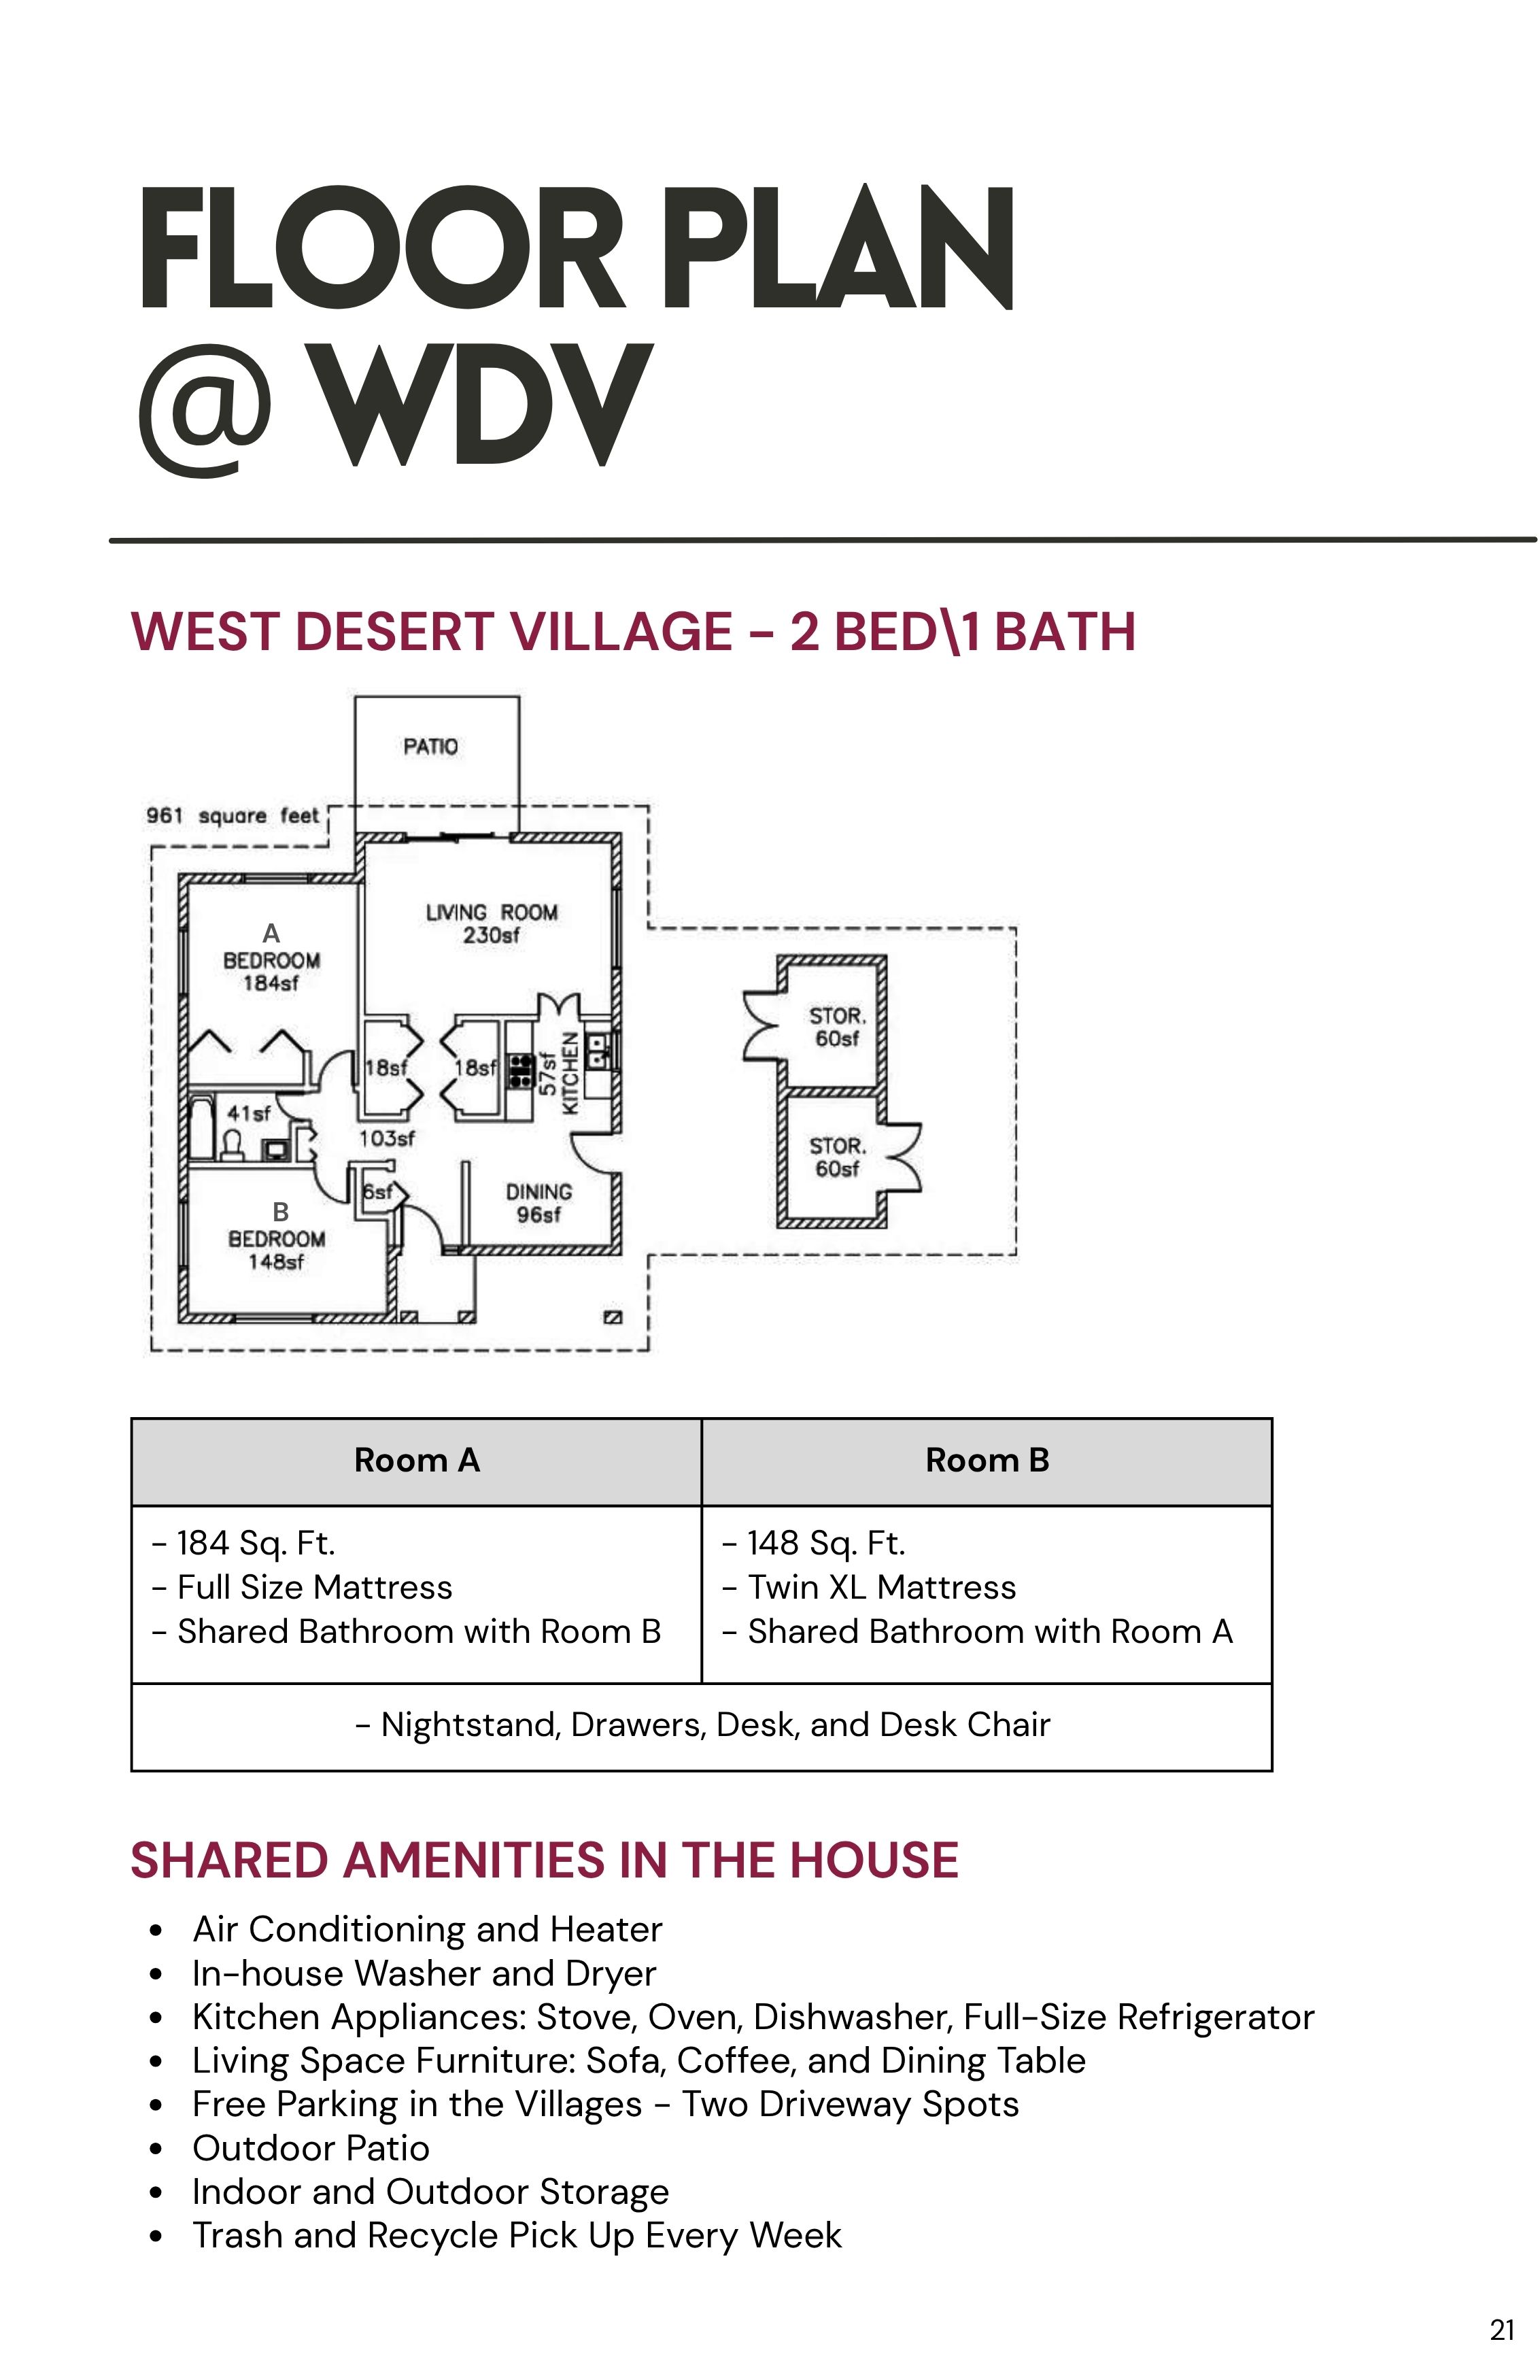 FLOOR PLAN
@ WDV
WEST DESERT VILLAGE - 2 BED\1 BATH
PATIO
961 square feet
LIVING ROOM
230sf
A
BEDROOM
184sf
STOR.
60sf
18sf
18sf
57sf
KITCHEN
41sf
103sf
STOR.
60sf
6sf
DINING
96sf
B
BEDROOM
148sf
Room A
Room B
- 184 Sq. Ft.
- Full Size Mattress
- Shared Bathroom with Room B
- 148 Sq. Ft.
- Twin XL Mattress
- Shared Bathroom with Room A
- Nightstand, Drawers, Desk, and Desk Chair
SHARED AMENITIES IN THE HOUSE
• Air Conditioning and Heater
• In-house Washer and Dryer
• Kitchen Appliances: Stove, Oven, Dishwasher, Full-Size Refrigerator
• Living Space Furniture: Sofa, Coffee, and Dining Table
• Free Parking in the Villages - Two Driveway Spots
• Outdoor Patio
• Indoor and Outdoor Storage
• Trash and Recycle Pick Up Every Week
21